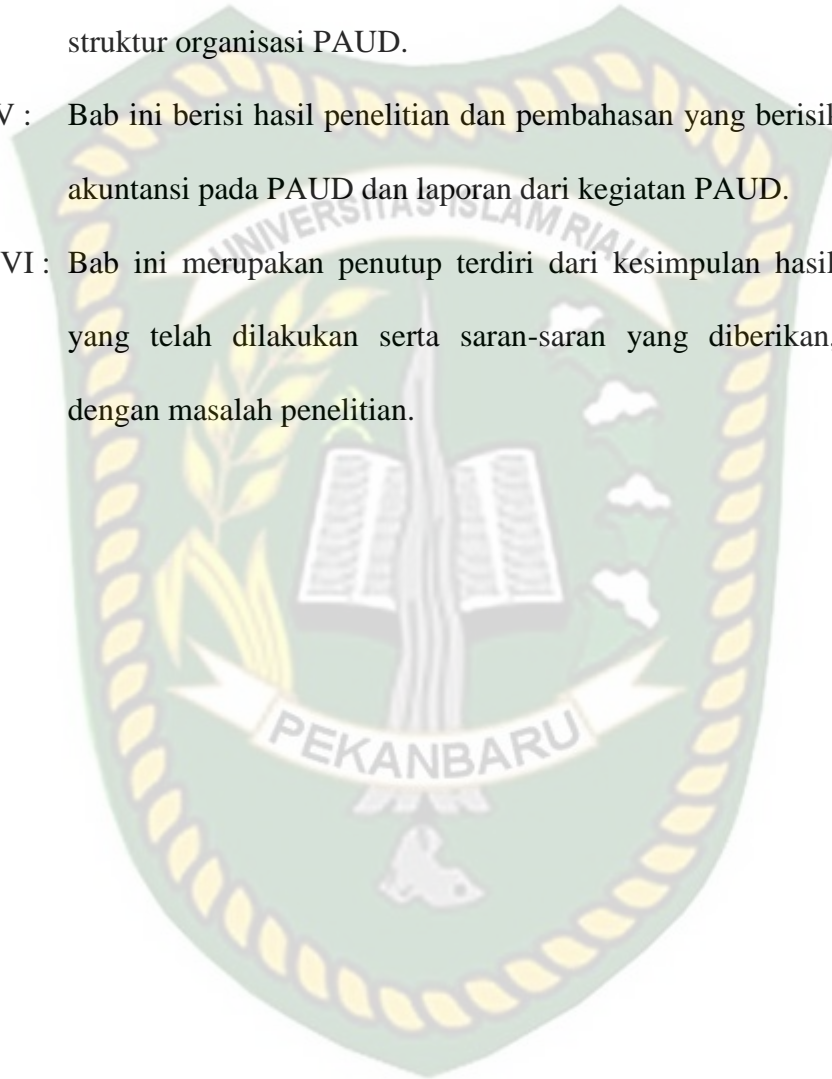 struktur organisasi PAUD.
V : Bab ini berisi hasil penelitian dan pembahasan yang berisik
akuntansi pada PAUD dan laporan dari kegiatan PAUD.
UNIVERSITAS ISLAM RIAU
VI : Bab ini merupakan penutup terdiri dari kesimpulan hasil
yang telah dilakukan serta saran-saran yang diberikan.
dengan masalah penelitian.
PEKANBARU